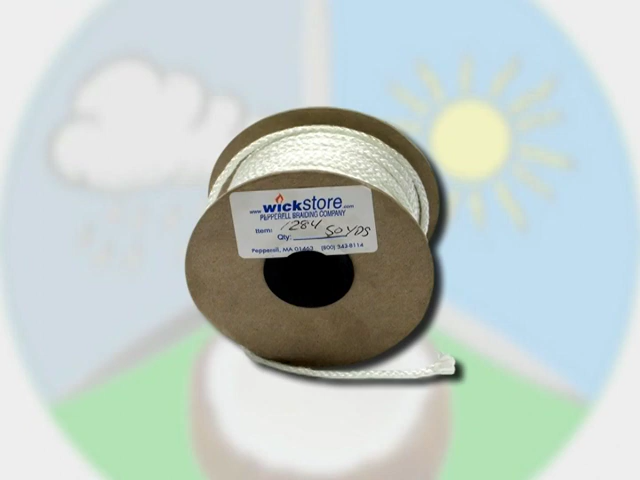 www.wickstore.com
PEPPERELL BRAIDING COMPANY
Item: 1284
Qty: 50 YDS
Pepperell, MA 01463 (800) 343-8114